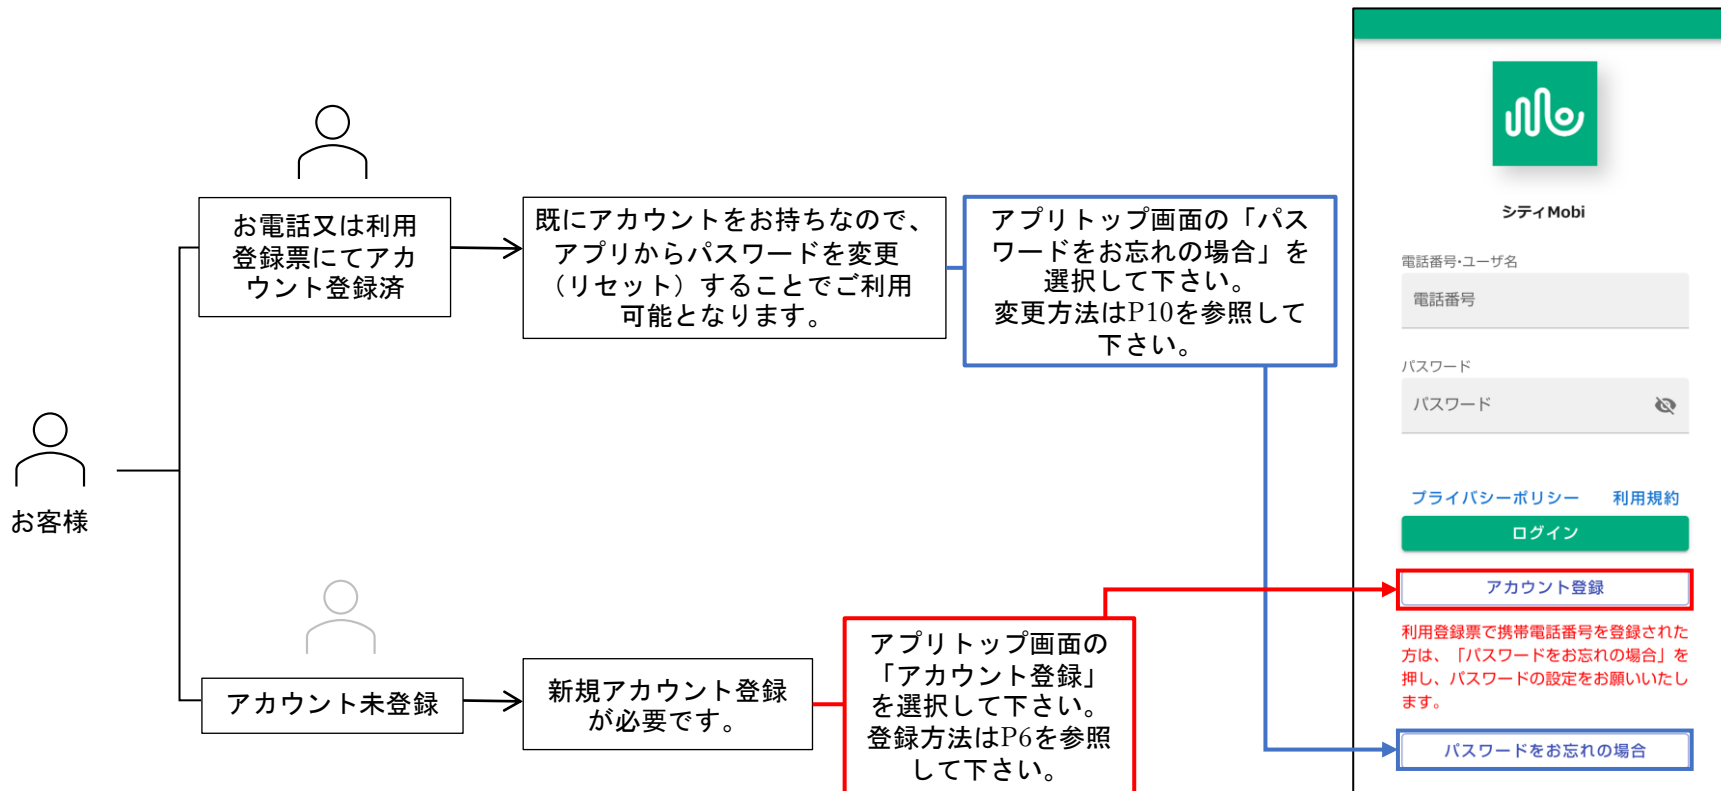 お客様
お電話又は利用
登録票にてアカ
ウント登録済
既にアカウントをお持ちなので、
アプリからパスワードを変更
（リセット）することでご利用
可能となります。
アプリトップ画面の「パス
ワードをお忘れの場合」を
選択して下さい。
変更方法はP10を参照して
下さい。
アカウント未登録
新規アカウント登録
が必要です。
アプリトップ画面の
「アカウント登録」
を選択して下さい。
登録方法はP6を参照
して下さい。
シティMobi
電話番号・ユーザ名
電話番号
パスワード
パスワード
プライバシーポリシー 利用規約
ログイン
アカウント登録
利用登録票で携帯電話番号を登録された
方は、「パスワードをお忘れの場合」を
押し、パスワードの設定をお願いいたし
ます。
パスワードをお忘れの場合